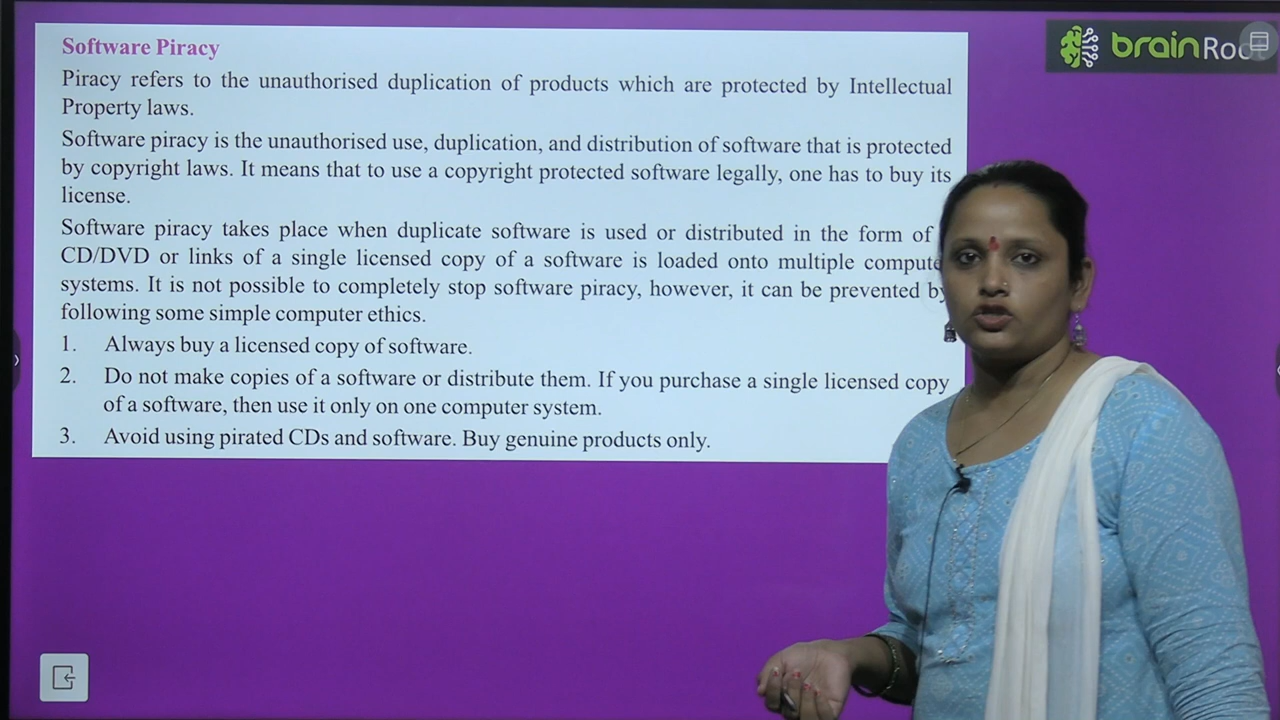 Software Piracy
Piracy refers to the unauthorised duplication of products which are protected by Intellectual
Property laws.
Software piracy is the unauthorised use, duplication, and distribution of software that is protected
by copyright laws. It means that to use a copyright protected software legally, one has to buy its
license.
Software piracy takes place when duplicate software is used or distributed in the form of
CD/DVD or links of a single licensed copy of a software is loaded onto multiple
systems. It is not possible to completely stop software piracy, however, it can be prevented
following some simple computer ethics.
1. Always buy a licensed copy of software.
2. Do not make copies of a software or distribute them. If you purchase a single licensed copy
of a software, then use it only on one computer system.
3. Avoid using pirated CDs and software. Buy genuine products only.
brain